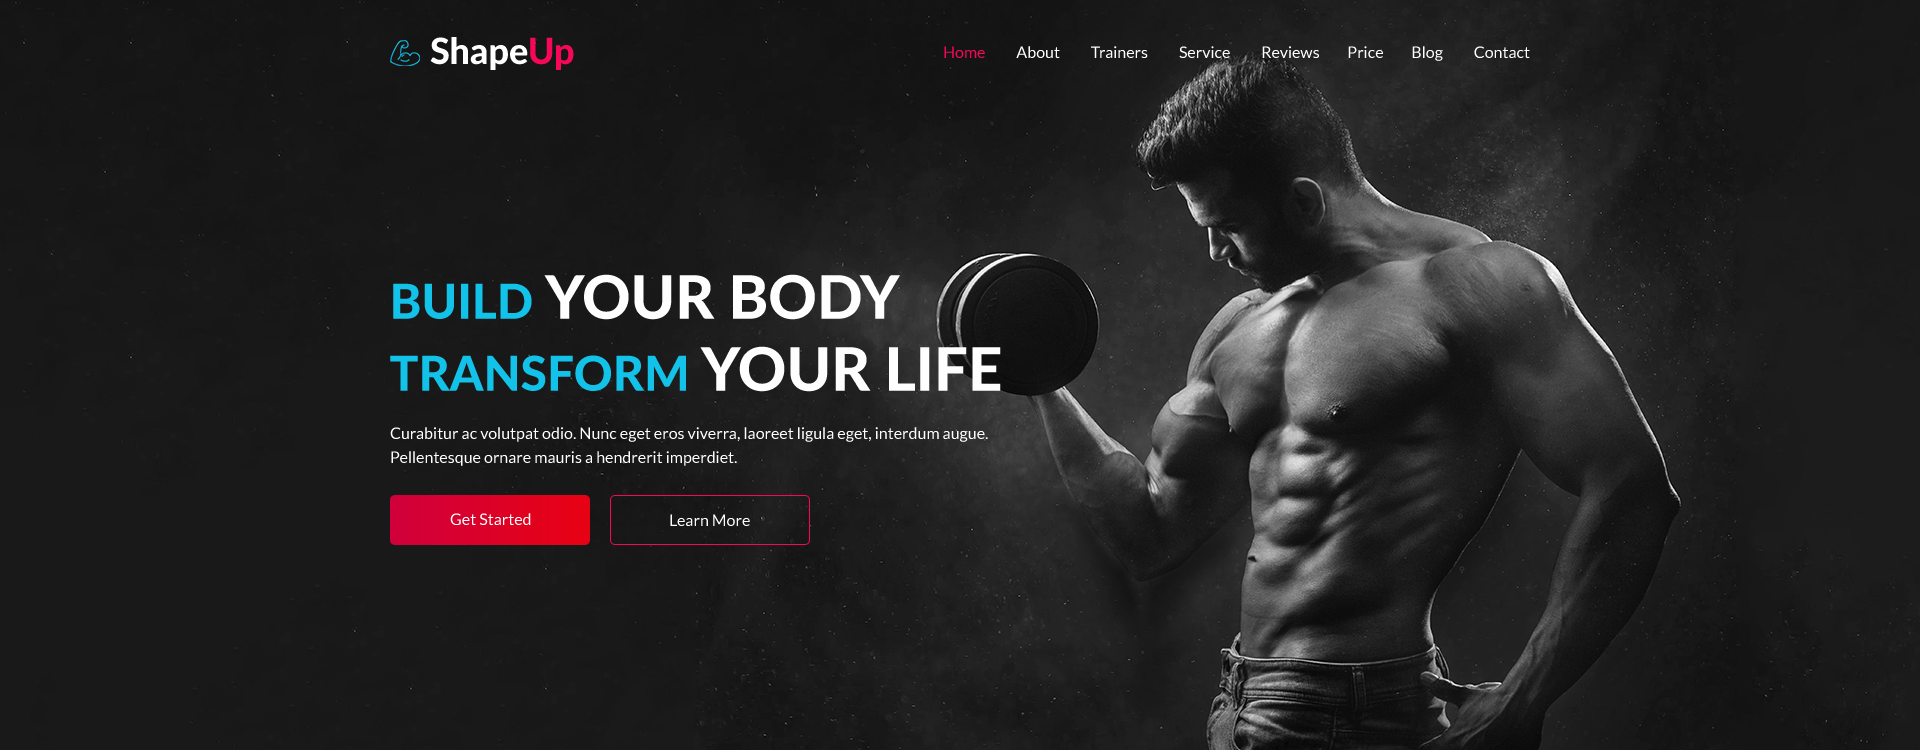 ShapeUp
Home About Trainers Service Reviews Price Blog Contact
BUILD YOUR BODY
TRANSFORM YOUR LIFE
Curabitur ac volutpat odio. Nunc eget eros viverra, laoreet ligula eget, interdum augue.
Pellentesque ornare mauris a hendrerit imperdiet.
Get Started
Learn More